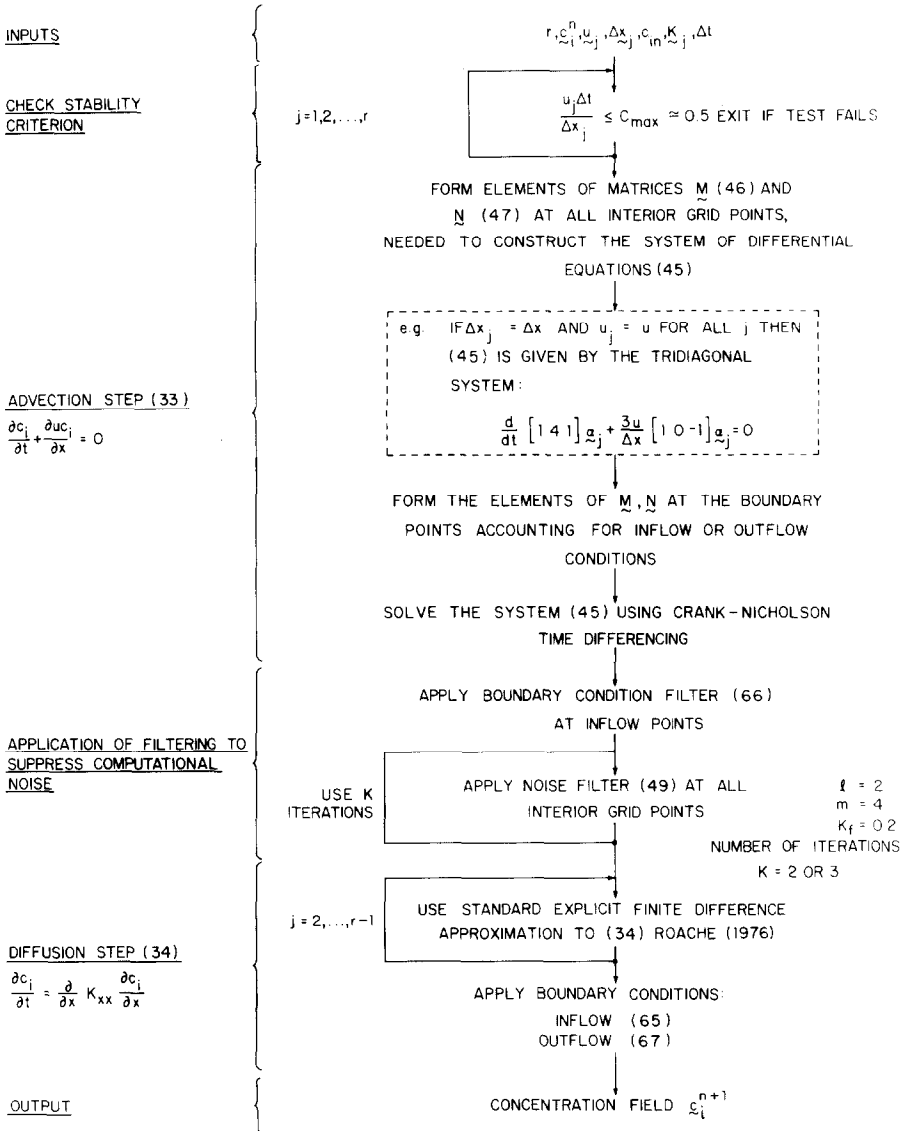 INPUTS
r, c_i^n, u_j, Δx_j, c_in, K_j, Δt
CHECK STABILITY
CRITERION
j=1,2,...,r
u_jΔt / Δx_j ≤ C_max ≃ 0.5 EXIT IF TEST FAILS
FORM ELEMENTS OF MATRICES M (46) AND
N (47) AT ALL INTERIOR GRID POINTS,
NEEDED TO CONSTRUCT THE SYSTEM OF DIFFERENTIAL
EQUATIONS (45)
e.g. IF Δx_j = Δx AND u_j = u FOR ALL j THEN
(45) IS GIVEN BY THE TRIDIAGONAL
SYSTEM:
d/dt [1 4 1] α_j + 3u/Δx [1 0 -1] α_j = 0
ADVECTION STEP (33)
∂c_i/∂t + ∂uc_i/∂x = 0
FORM THE ELEMENTS OF M, N AT THE BOUNDARY
POINTS ACCOUNTING FOR INFLOW OR OUTFLOW
CONDITIONS
SOLVE THE SYSTEM (45) USING CRANK-NICHOLSON
TIME DIFFERENCING
APPLY BOUNDARY CONDITION FILTER (66)
AT INFLOW POINTS
APPLICATION OF FILTERING TO
SUPPRESS COMPUTATIONAL
NOISE
USE K
ITERATIONS
APPLY NOISE FILTER (49) AT ALL
INTERIOR GRID POINTS
ℓ = 2
m = 4
K_f = 0.2
NUMBER OF ITERATIONS
K = 2 OR 3
j = 2,...,r-1
USE STANDARD EXPLICIT FINITE DIFFERENCE
APPROXIMATION TO (34) ROACHE (1976)
DIFFUSION STEP (34)
∂c_i/∂t = ∂/∂x K_xx ∂c_i/∂x
APPLY BOUNDARY CONDITIONS:
INFLOW (65)
OUTFLOW (67)
OUTPUT
CONCENTRATION FIELD c_i^n+1